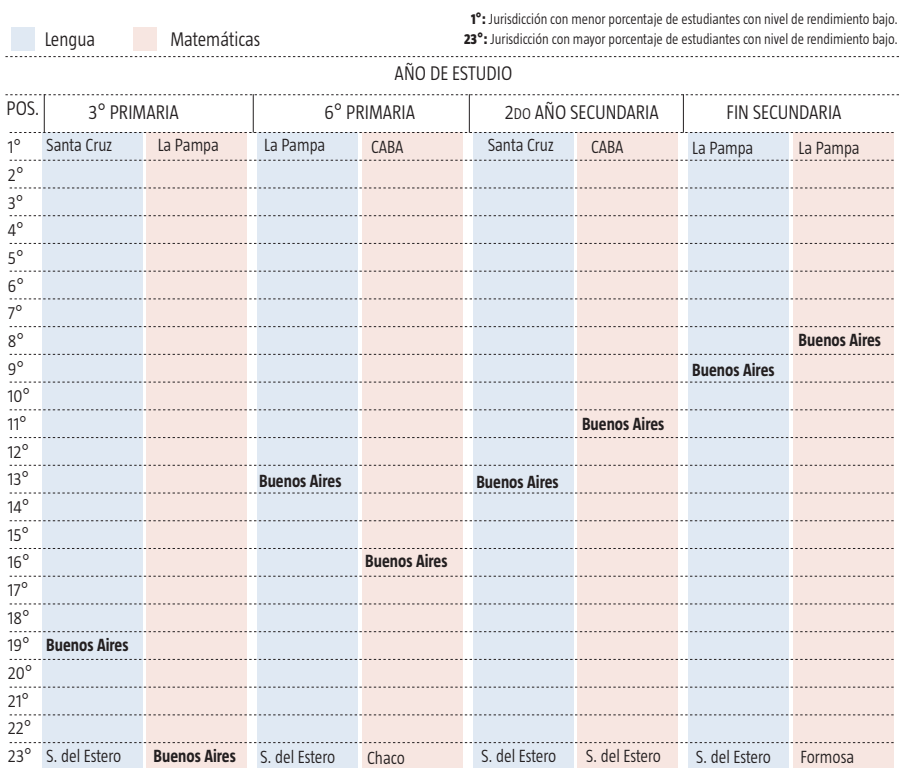 1°: Jurisdicción con menor porcentaje de estudiantes con nivel de rendimiento bajo.
Lengua Matemáticas
23°: Jurisdicción con mayor porcentaje de estudiantes con nivel de rendimiento bajo.
AÑO DE ESTUDIO
POS. 3° PRIMARIA 6° PRIMARIA 2DO AÑO SECUNDARIA FIN SECUNDARIA
1° Santa Cruz La Pampa La Pampa CABA Santa Cruz CABA La Pampa La Pampa
2°
3°
4°
5°
6°
7°
8° Buenos Aires
9° Buenos Aires
10°
11° Buenos Aires
12°
13° Buenos Aires Buenos Aires
14°
15°
16° Buenos Aires
17°
18°
19° Buenos Aires
20°
21°
22°
23° S. del Estero Buenos Aires S. del Estero Chaco S. del Estero S. del Estero S. del Estero Formosa